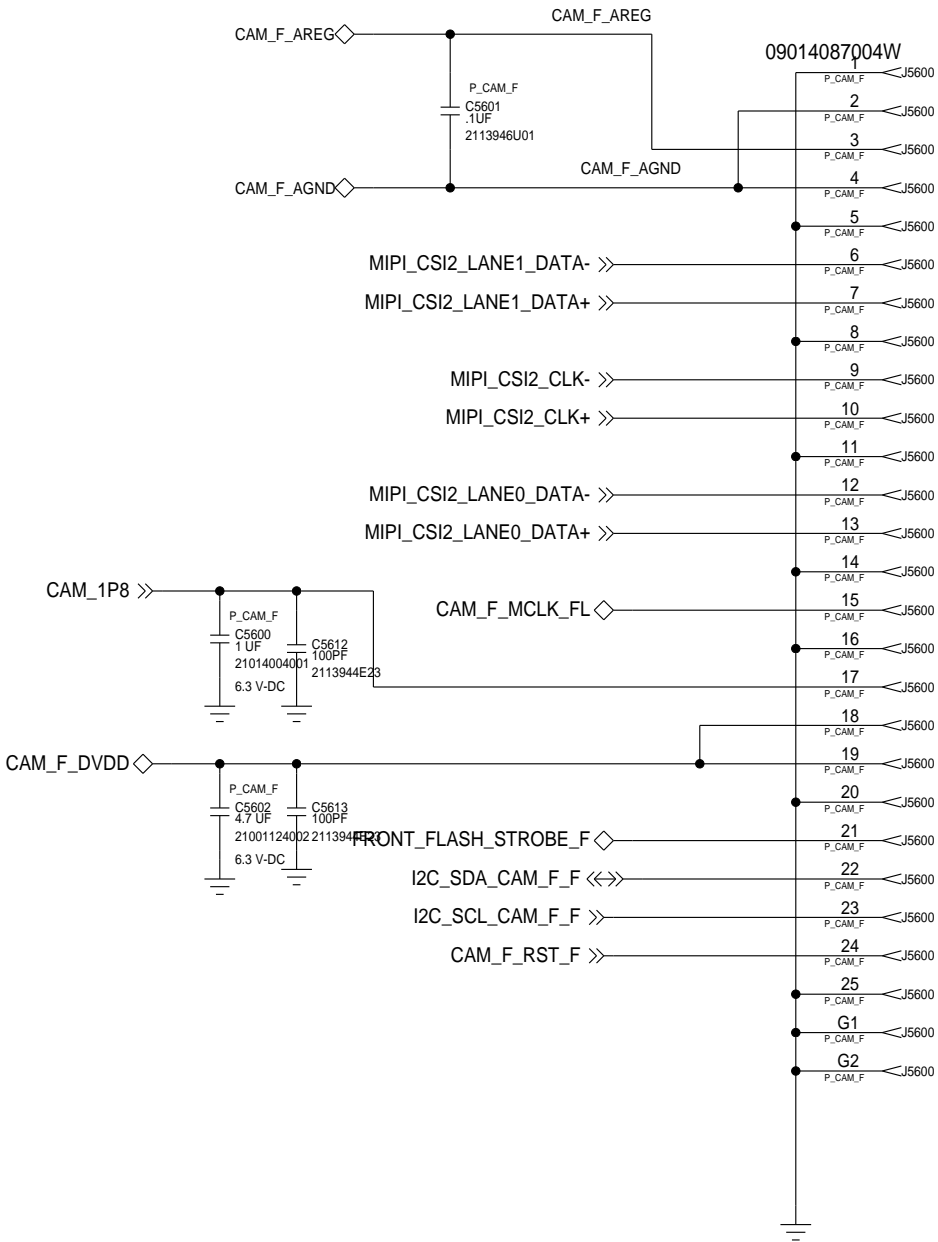 CAM_F_AREG
CAM_F_AREG
09014087004W
1
P_CAM_F
J5600
P_CAM_F
C5601
.1UF
2113946U01
2
P_CAM_F
J5600
3
P_CAM_F
J5600
CAM_F_AGND
CAM_F_AGND
4
P_CAM_F
J5600
5
P_CAM_F
J5600
MIPI_CSI2_LANE1_DATA-
6
P_CAM_F
J5600
MIPI_CSI2_LANE1_DATA+
7
P_CAM_F
J5600
8
P_CAM_F
J5600
MIPI_CSI2_CLK-
9
P_CAM_F
J5600
MIPI_CSI2_CLK+
10
P_CAM_F
J5600
11
P_CAM_F
J5600
MIPI_CSI2_LANE0_DATA-
12
P_CAM_F
J5600
MIPI_CSI2_LANE0_DATA+
13
P_CAM_F
J5600
14
P_CAM_F
J5600
CAM_1P8
CAM_F_MCLK_FL
15
P_CAM_F
J5600
P_CAM_F
C5600
1 UF
21014004001
6.3 V-DC
C5612
100PF
2113944E23
16
P_CAM_F
J5600
17
P_CAM_F
J5600
18
P_CAM_F
J5600
CAM_F_DVDD
19
P_CAM_F
J5600
P_CAM_F
C5602
4.7 UF
21001124002
6.3 V-DC
C5613
100PF
2113944E23
20
P_CAM_F
J5600
FRONT_FLASH_STROBE_F
21
P_CAM_F
J5600
I2C_SDA_CAM_F_F
22
P_CAM_F
J5600
I2C_SCL_CAM_F_F
23
P_CAM_F
J5600
CAM_F_RST_F
24
P_CAM_F
J5600
25
P_CAM_F
J5600
G1
P_CAM_F
J5600
G2
P_CAM_F
J5600